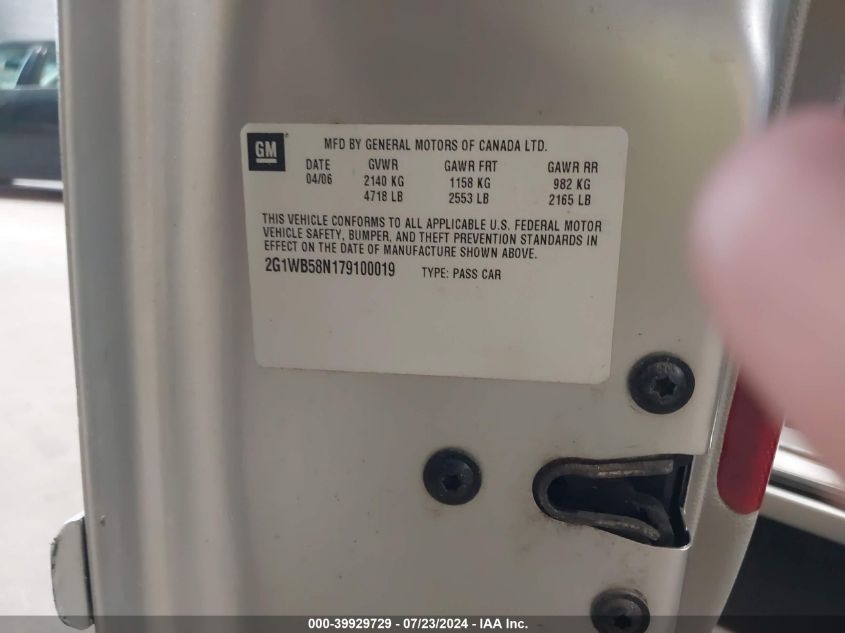 GM
MFD BY GENERAL MOTORS OF CANADA LTD.
DATE GVWR GAWR FRT GAWR RR
04/06 2140 KG 1158 KG 982 KG
4718 LB 2553 LB 2165 LB
THIS VEHICLE CONFORMS TO ALL APPLICABLE U.S. FEDERAL MOTOR
VEHICLE SAFETY, BUMPER, AND THEFT PREVENTION STANDARDS IN
EFFECT ON THE DATE OF MANUFACTURE SHOWN ABOVE.
2G1WB58N179100019 TYPE: PASS CAR
000-39929729 / 07/23/2024 - IAA Inc.